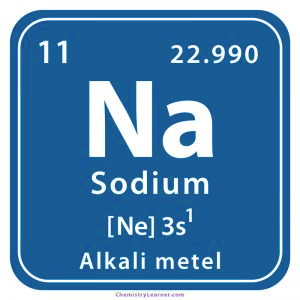 11 22.990
Na
Sodium
[Ne] 3s¹
Alkali metel
ChemistryLearner.com